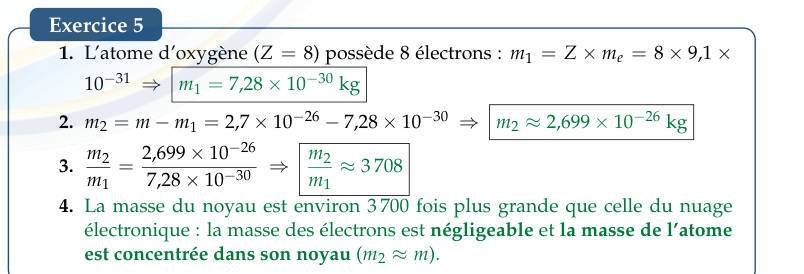 Exercice 5
1. L'atome d'oxygène (Z = 8) possède 8 électrons : m₁ = Z × mₑ = 8 × 9,1 ×
10⁻³¹ ⇒ m₁ = 7,28 × 10⁻³⁰ kg
2. m₂ = m − m₁ = 2,7 × 10⁻²⁶ − 7,28 × 10⁻³⁰ ⇒ m₂ ≈ 2,699 × 10⁻²⁶ kg
3. m₂/m₁ = 2,699 × 10⁻²⁶/7,28 × 10⁻³⁰ ⇒ m₂/m₁ ≈ 3 708
4. La masse du noyau est environ 3 700 fois plus grande que celle du nuage
électronique : la masse des électrons est négligeable et la masse de l'atome
est concentrée dans son noyau (m₂ ≈ m).